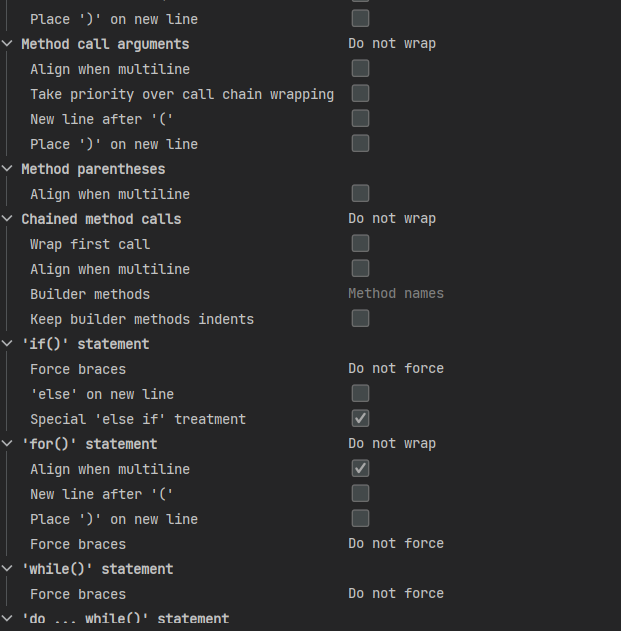 Place ')' on new line
Method call arguments Do not wrap
Align when multiline
Take priority over call chain wrapping
New line after '('
Place ')' on new line
Method parentheses
Align when multiline
Chained method calls Do not wrap
Wrap first call
Align when multiline
Builder methods Method names
Keep builder methods indents
'if()' statement
Force braces Do not force
'else' on new line
Special 'else if' treatment
'for()' statement Do not wrap
Align when multiline
New line after '('
Place ')' on new line
Force braces Do not force
'while()' statement
Force braces Do not force
'do ... while()' statement